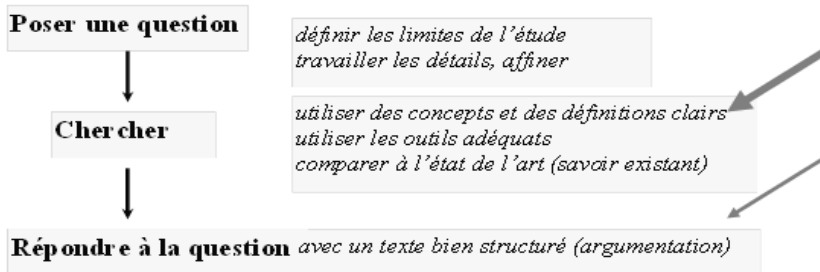 Poser une question
définir les limites de l'étude
travailler les détails, affiner
Chercher
utiliser des concepts et des définitions clairs
utiliser les outils adéquats
comparer à l'état de l'art (savoir existant)
Répondre à la question avec un texte bien structuré (argumentation)